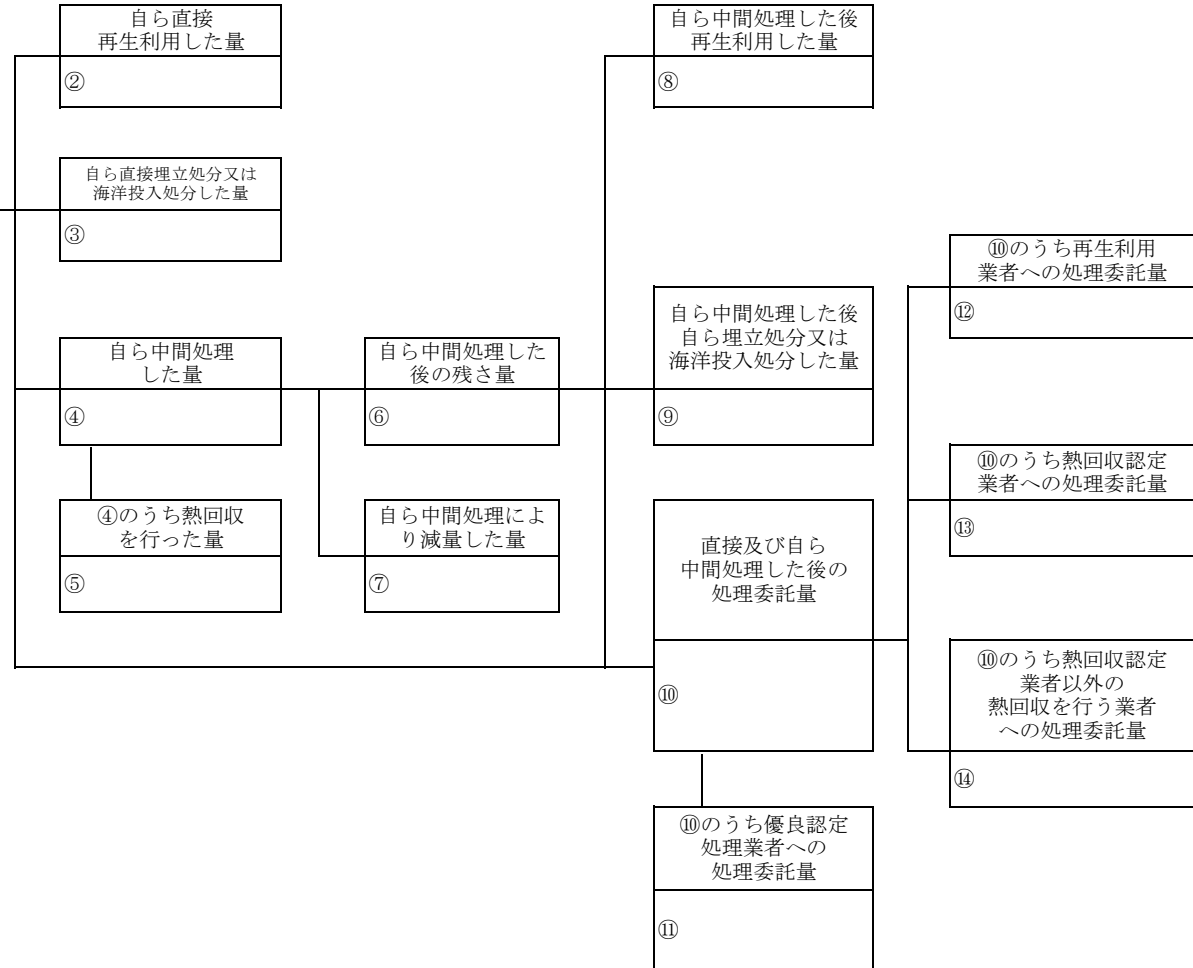 自ら直接
再生利用した量
②
自ら直接埋立処分又は
海洋投入処分した量
③
自ら中間処理
した量
④
④のうち熱回収
を行った量
⑤
自ら中間処理した
後の残さ量
⑥
自ら中間処理によ
り減量した量
⑦
自ら中間処理した後
再生利用した量
⑧
自ら中間処理した後
自ら埋立処分又は
海洋投入処分した量
⑨
直接及び自ら
中間処理した後の
処理委託量
⑩
⑩のうち優良認定
処理業者への
処理委託量
⑪
⑩のうち再生利用
業者への処理委託量
⑫
⑩のうち熱回収認定
業者への処理委託量
⑬
⑩のうち熱回収認定
業者以外の
熱回収を行う業者
への処理委託量
⑭